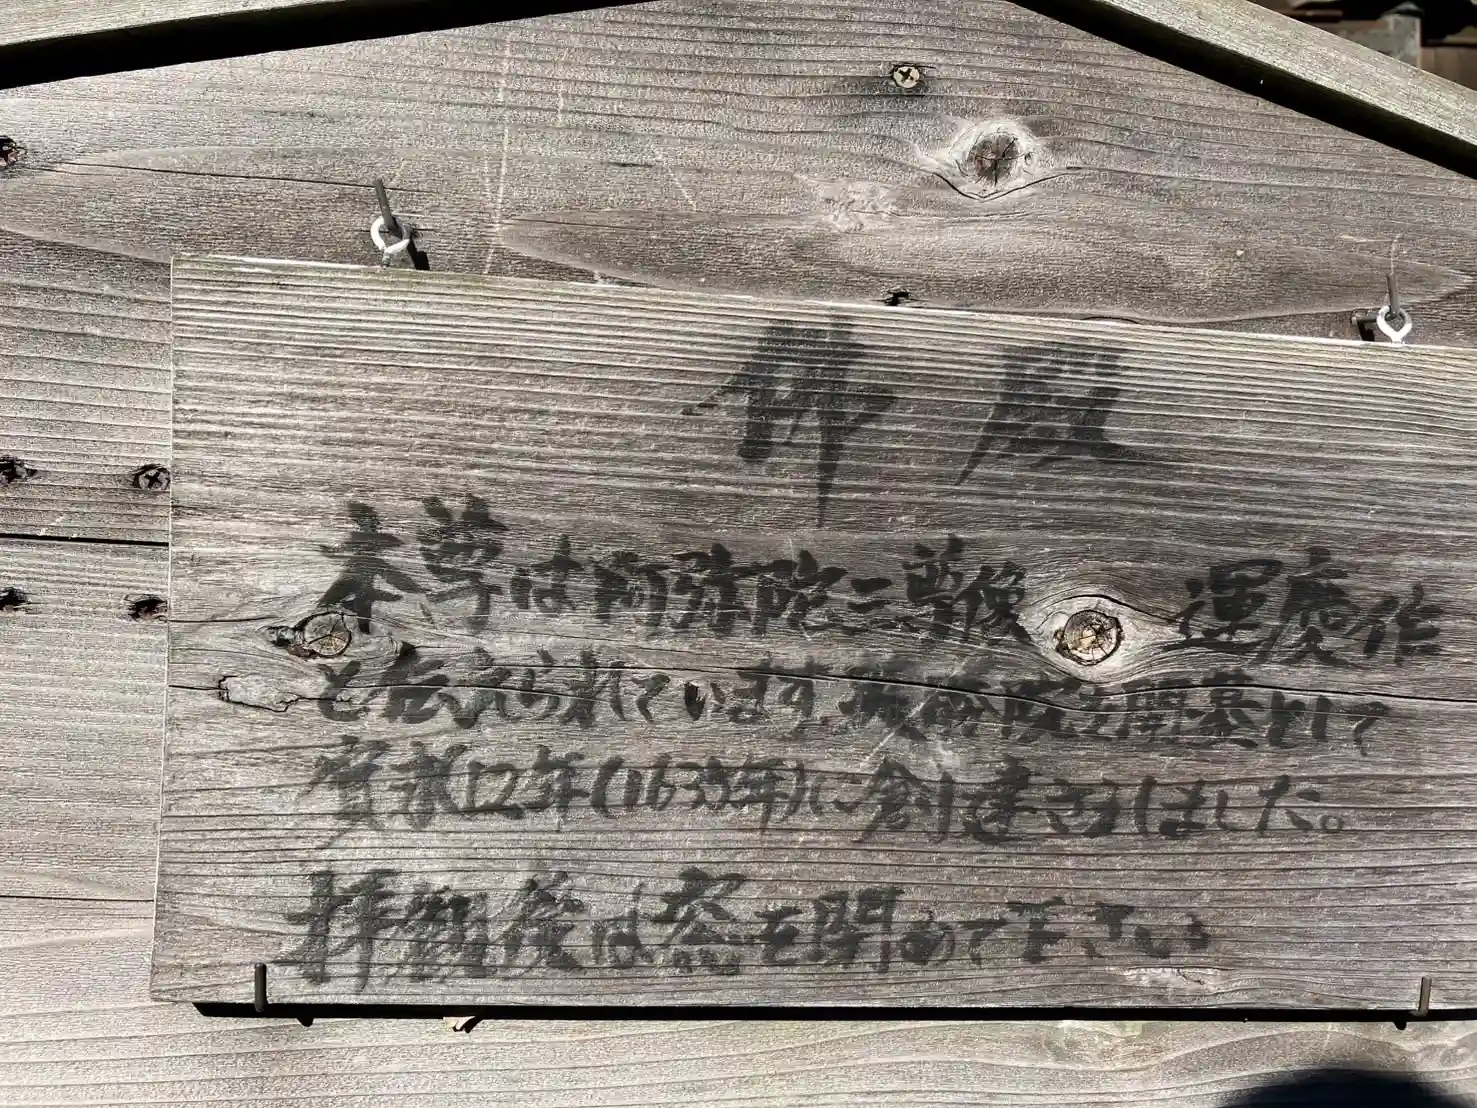 佛殿
本尊は阿弥陀三尊像 運慶作
と伝えられています。英勝院を開基として
寛永12年(1635年)に創建されました。
拝観後は窓を閉めて下さい